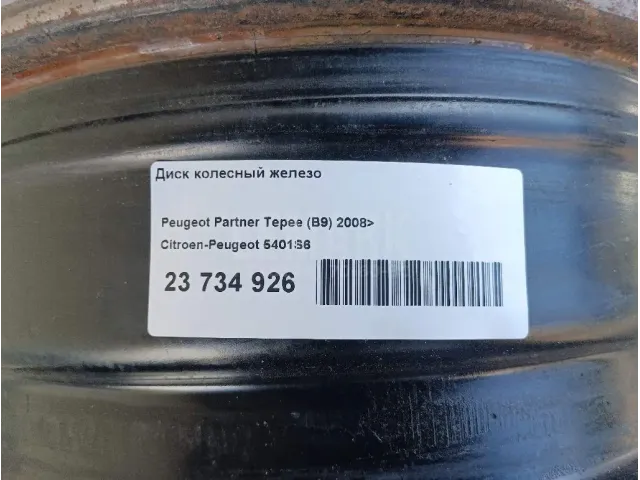 Диск колесный железо
Peugeot Partner Tepee (B9) 2008>
Citroen-Peugeot 5401S6
23 734 926